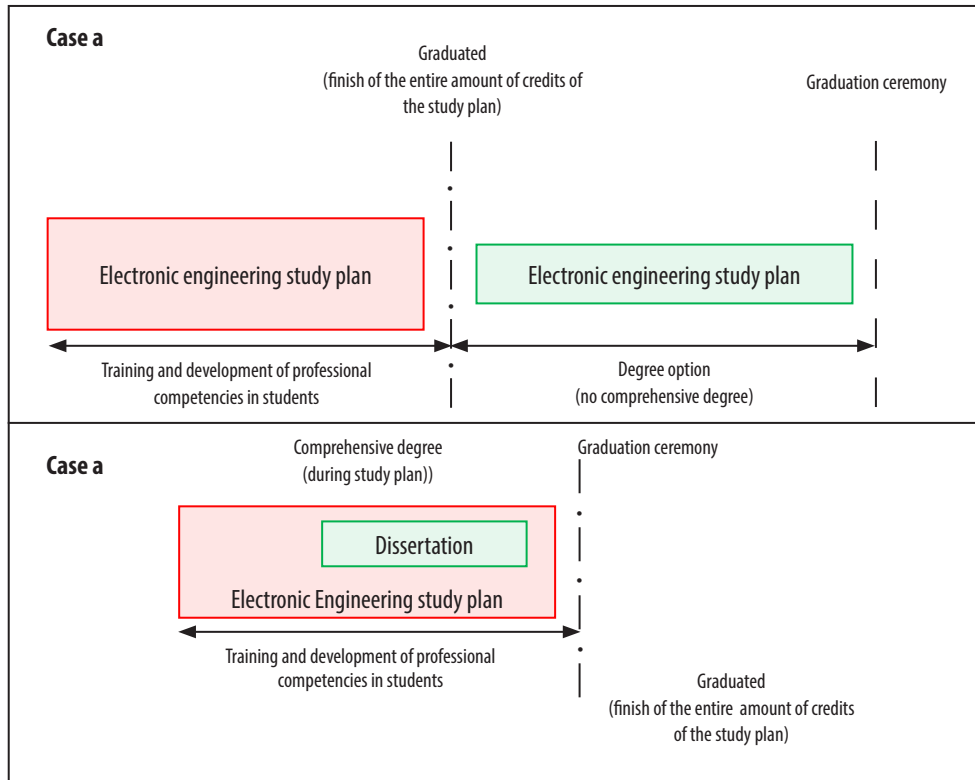 Case a
Graduated
(finish of the entire amount of credits of
the study plan)
Graduation ceremony
Electronic engineering study plan
Electronic engineering study plan
Training and development of professional
competencies in students
Degree option
(no comprehensive degree)
Case a
Comprehensive degree
(during study plan))
Graduation ceremony
Dissertation
Electronic Engineering study plan
Training and development of professional
competencies in students
Graduated
(finish of the entire amount of credits
of the study plan)